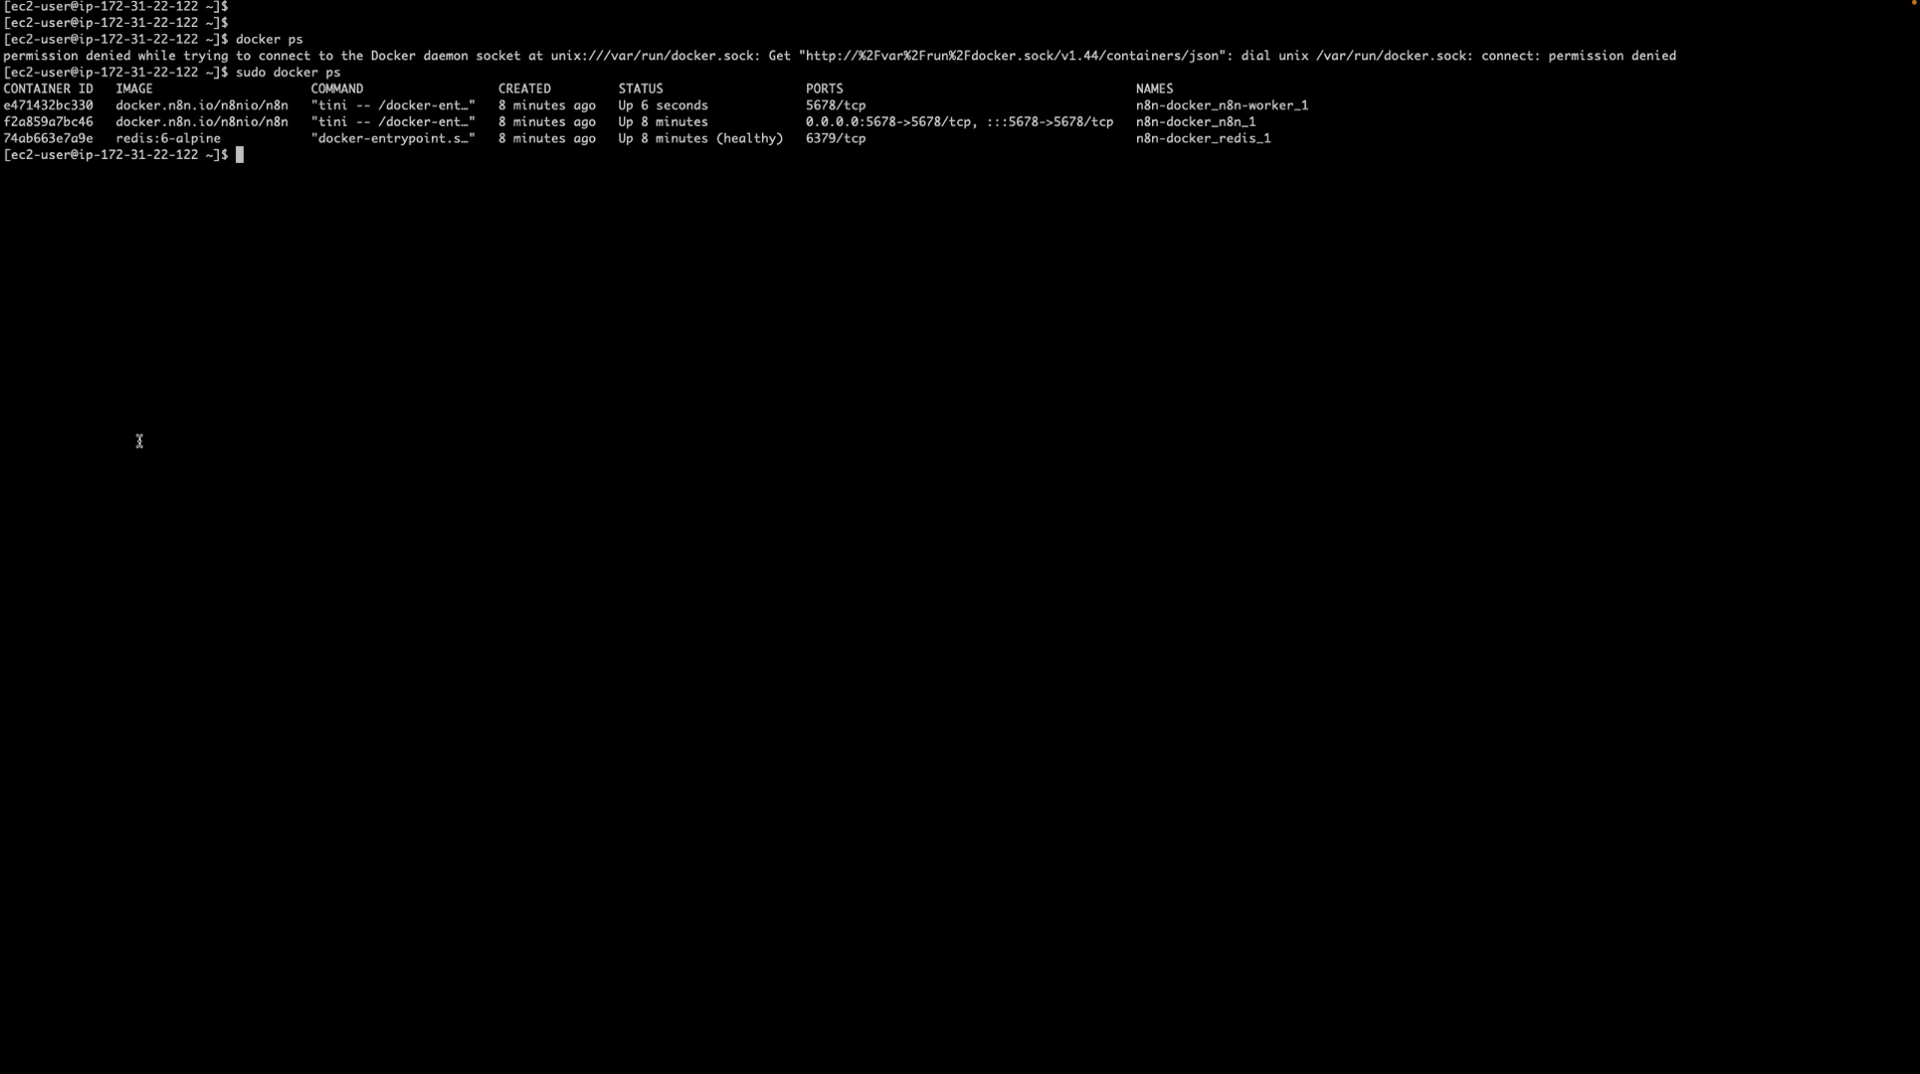 [ec2-user@ip-172-31-22-122 ~]$
[ec2-user@ip-172-31-22-122 ~]$
[ec2-user@ip-172-31-22-122 ~]$ docker ps
permission denied while trying to connect to the Docker daemon socket at unix:///var/run/docker.sock: Get "http://%2Fvar%2Frun%2Fdocker.sock/v1.44/containers/json": dial unix /var/run/docker.sock: connect: permission denied
[ec2-user@ip-172-31-22-122 ~]$ sudo docker ps
CONTAINER ID   IMAGE                     COMMAND                  CREATED         STATUS                   PORTS                                       NAMES
e471432bc330   docker.n8n.io/n8nio/n8n   "tini -- /docker-ent…"   8 minutes ago   Up 6 seconds             5678/tcp                                    n8n-docker_n8n-worker_1
f2a859a7bc46   docker.n8n.io/n8nio/n8n   "tini -- /docker-ent…"   8 minutes ago   Up 8 minutes             0.0.0.0:5678->5678/tcp, :::5678->5678/tcp   n8n-docker_n8n_1
74ab663e7a9e   redis:6-alpine            "docker-entrypoint.s…"   8 minutes ago   Up 8 minutes (healthy)   6379/tcp                                    n8n-docker_redis_1
[ec2-user@ip-172-31-22-122 ~]$